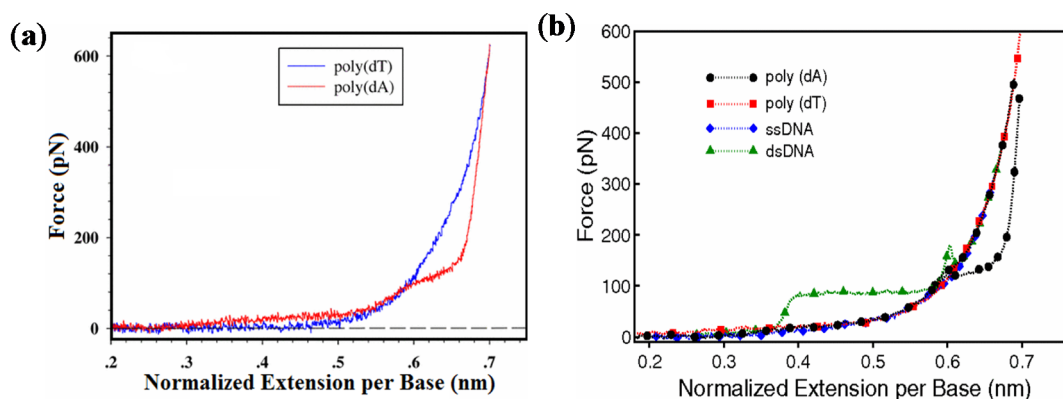 (a)
Force (pN)
600
400
200
0
poly(dT)
poly(dA)
.2 .3 .4 .5 .6 .7
Normalized Extension per Base (nm)
(b)
Force (pN)
600
500
400
300
200
100
0
poly (dA)
poly (dT)
ssDNA
dsDNA
0.2 0.3 0.4 0.5 0.6 0.7
Normalized Extension per Base (nm)